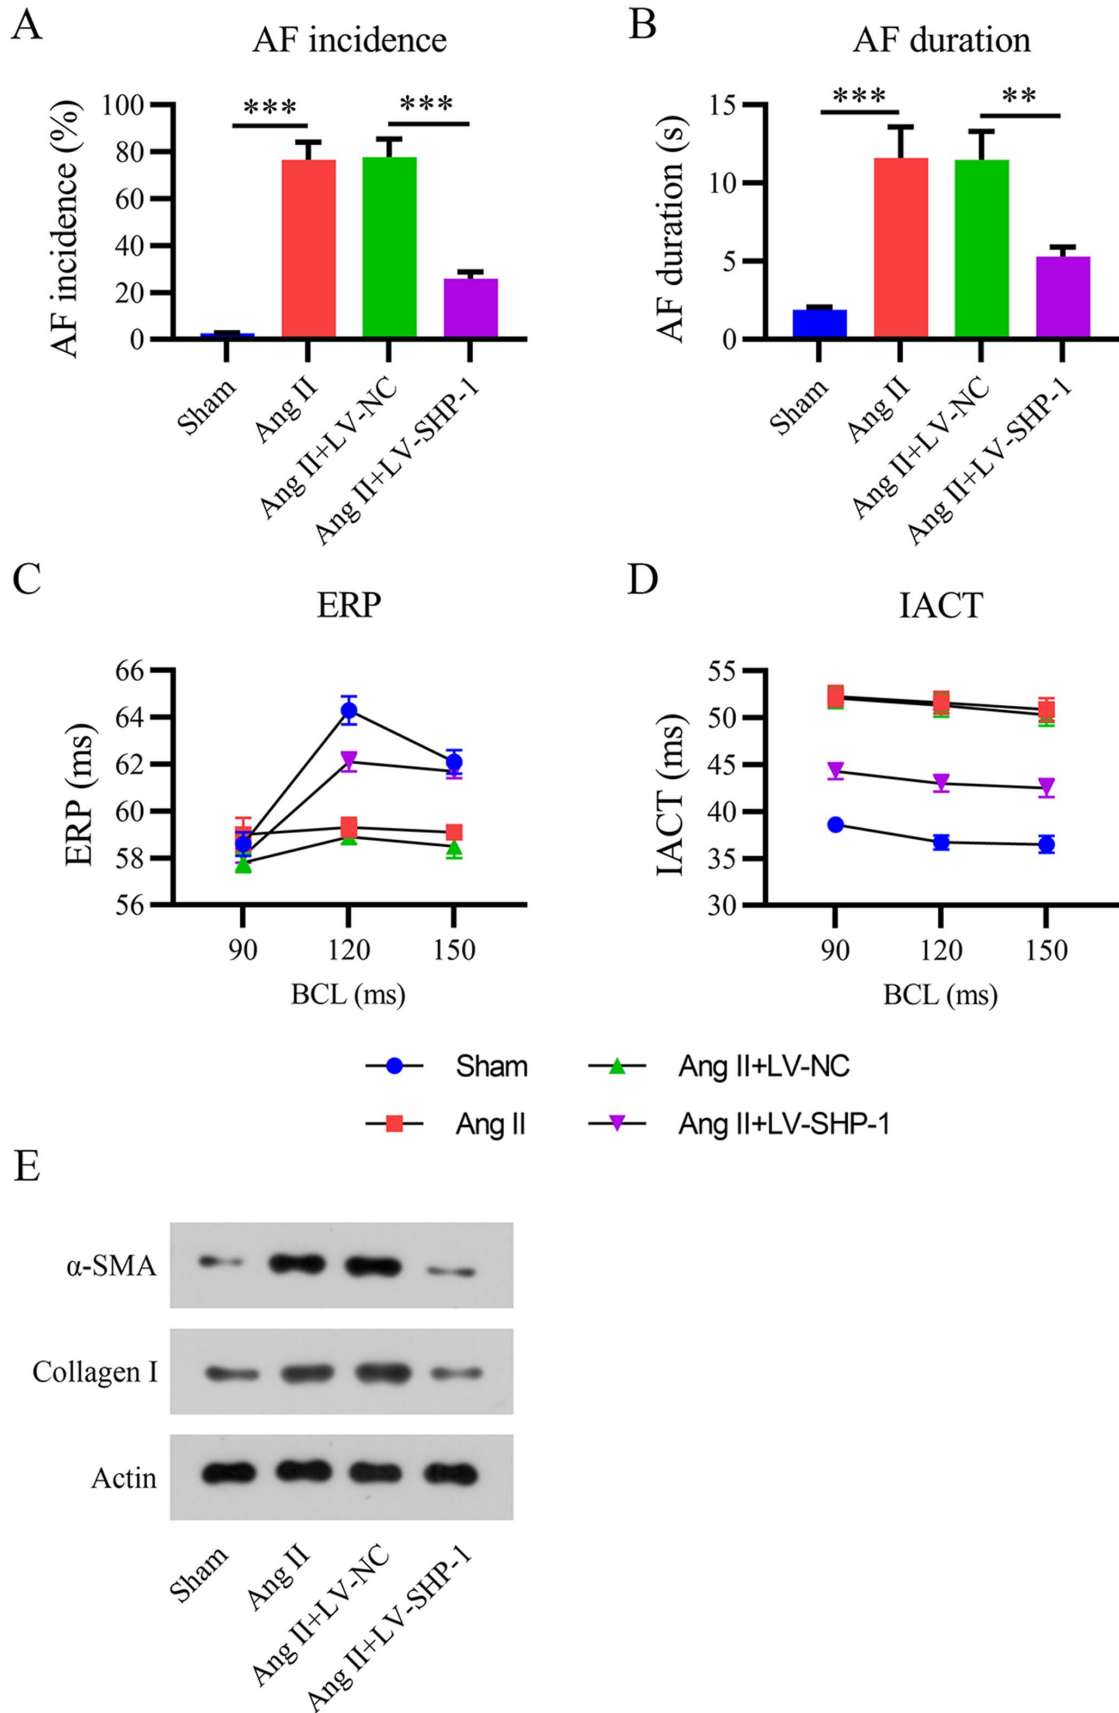 A
AF incidence
AF incidence (%)
100
80
60
40
20
0
***
***
Sham
Ang II
Ang II+LV-NC
Ang II+LV-SHP-1
B
AF duration
AF duration (s)
15
10
5
0
***
**
Sham
Ang II
Ang II+LV-NC
Ang II+LV-SHP-1
C
ERP
ERP (ms)
66
64
62
60
58
56
90 120 150
BCL (ms)
D
IACT
IACT (ms)
55
50
45
40
35
30
90 120 150
BCL (ms)
Sham
Ang II+LV-NC
Ang II
Ang II+LV-SHP-1
E
α-SMA
Collagen I
Actin
Sham
Ang II
Ang II+LV-NC
Ang II+LV-SHP-1